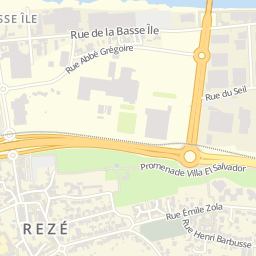 SSE ÎLE
Rue de la Basse Île
Rue Abbé Grégoire
Rue du Seil
Promenade Villa El Salvador
Rue Émile Zola
REZÉ
Rue Henri Barbusse